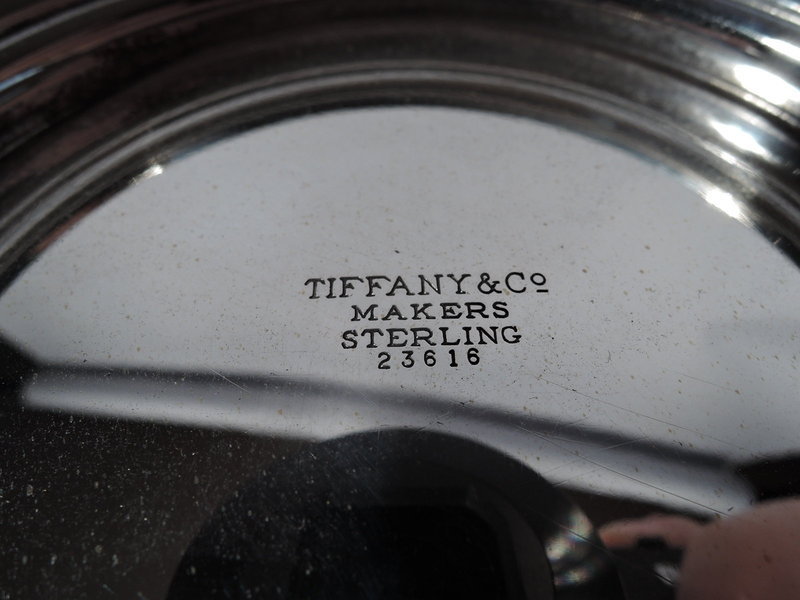 TIFFANY & Cº
MAKERS
STERLING
23616